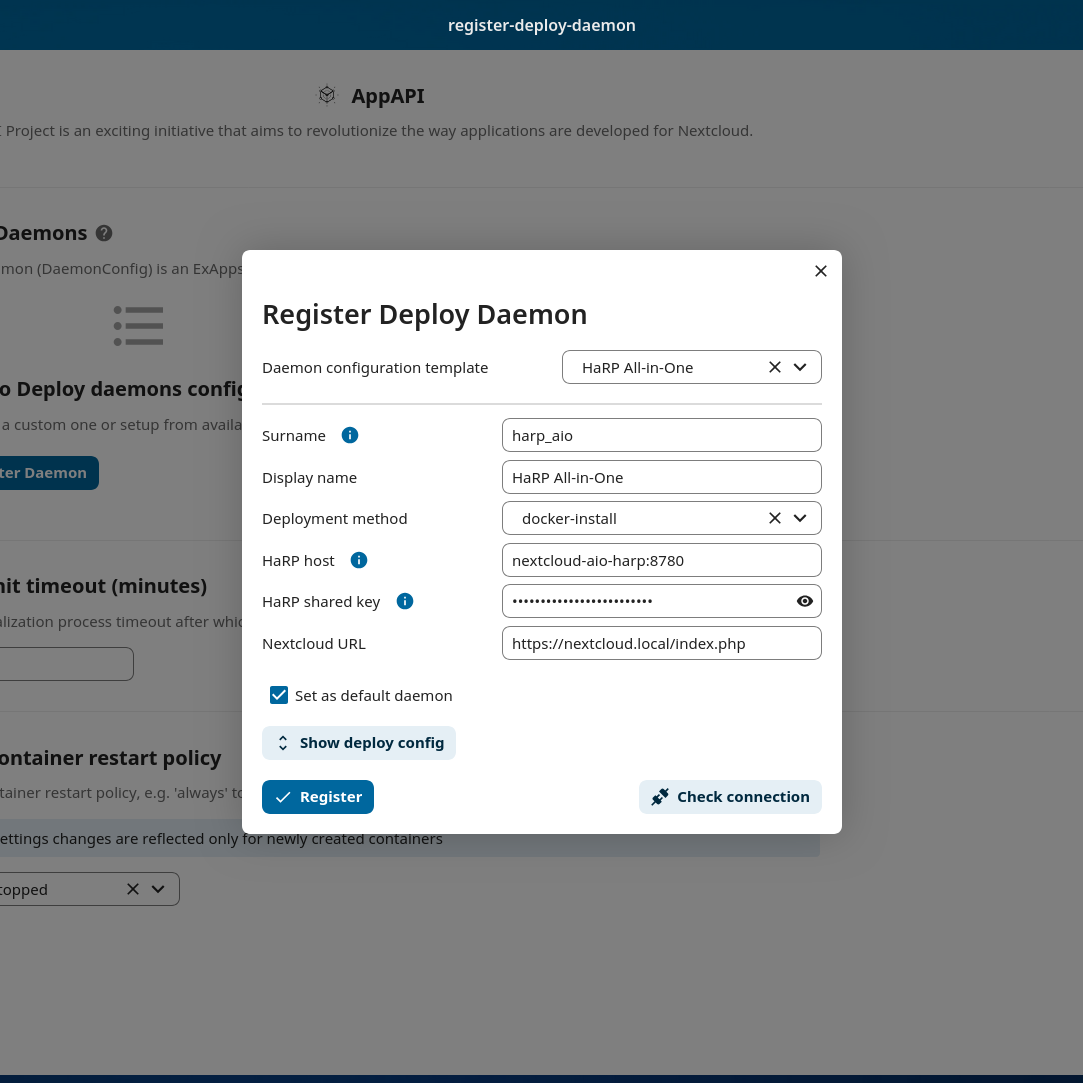 register-deploy-daemon
AppAPI
Project is an exciting initiative that aims to revolutionize the way applications are developed for Nextcloud.
Daemons
mon (DaemonConfig) is an ExApps
o Deploy daemons config
a custom one or setup from availa
ter Daemon
nit timeout (minutes)
alization process timeout after whic
ontainer restart policy
tainer restart policy, e.g. 'always' to
ettings changes are reflected only for newly created containers
topped
Register Deploy Daemon
Daemon configuration template
HaRP All-in-One
Surname
harp_aio
Display name
HaRP All-in-One
Deployment method
docker-install
HaRP host
nextcloud-aio-harp:8780
HaRP shared key
•••••••••••••••••••••••••
Nextcloud URL
https://nextcloud.local/index.php
Set as default daemon
Show deploy config
Register
Check connection